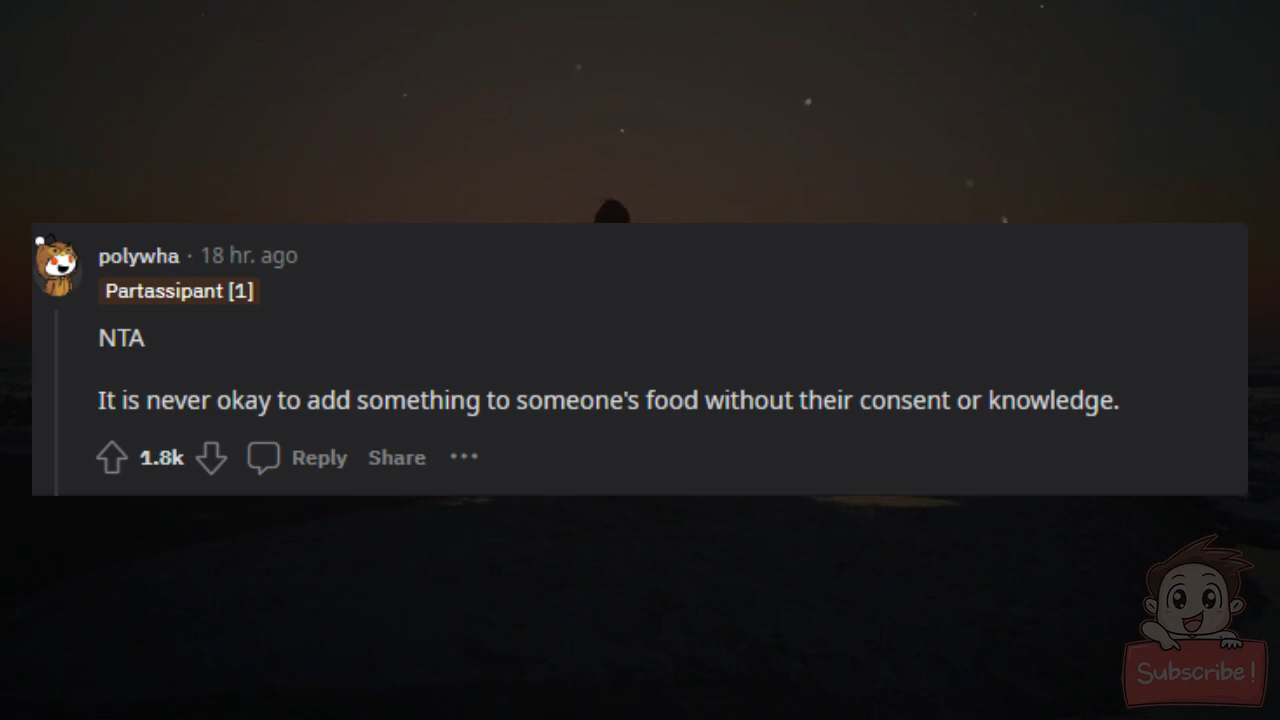 polywha · 18 hr. ago
Partassipant [1]
NTA
It is never okay to add something to someone's food without their consent or knowledge.
1.8k Reply Share ···
Subscribe!